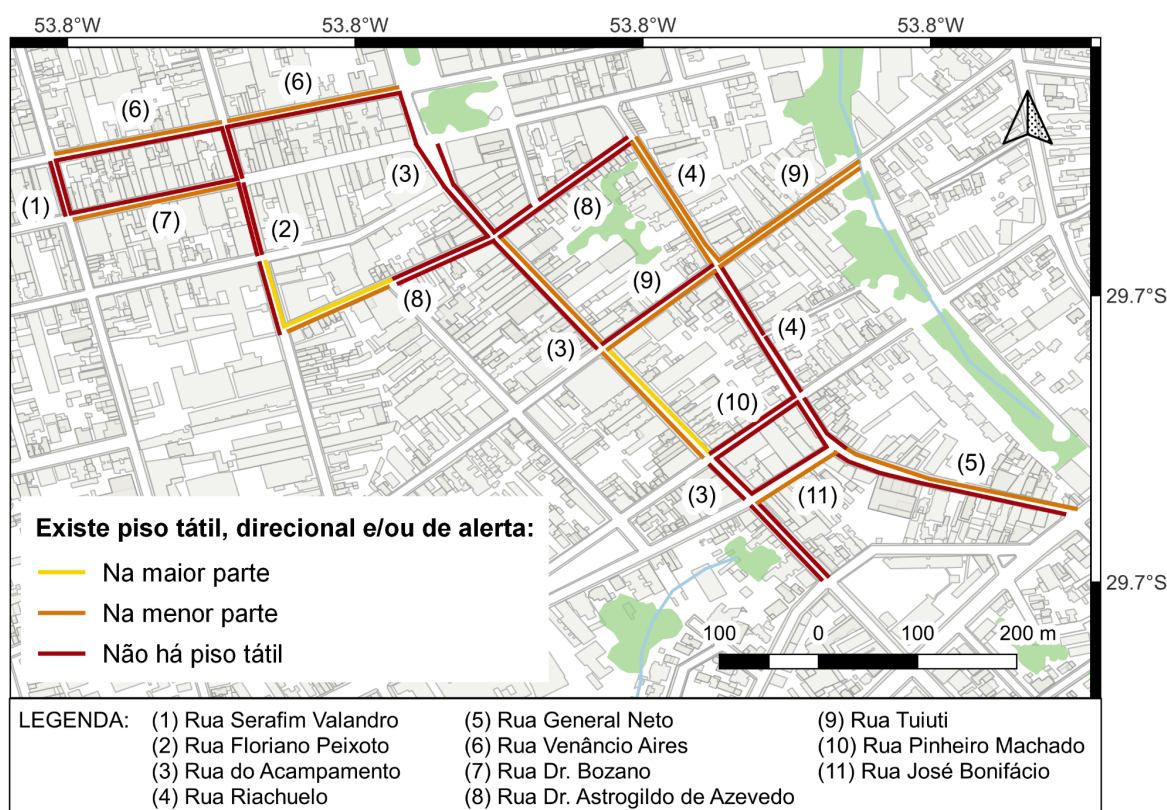 53.8°W 53.8°W 53.8°W 53.8°W
(6)
(6)
(3)
(4)
(9)
(1)
(7)
(8)
(2)
(9)
(8)
29.7°S
(3)
(4)
(10)
(5)
(3)
(11)
Existe piso tátil, direcional e/ou de alerta:
Na maior parte
Na menor parte
Não há piso tátil
29.7°S
100 0 100 200 m
LEGENDA: (1) Rua Serafim Valandro (5) Rua General Neto (9) Rua Tuiuti
(2) Rua Floriano Peixoto (6) Rua Venâncio Aires (10) Rua Pinheiro Machado
(3) Rua do Acampamento (7) Rua Dr. Bozano (11) Rua José Bonifácio
(4) Rua Riachuelo (8) Rua Dr. Astrogildo de Azevedo